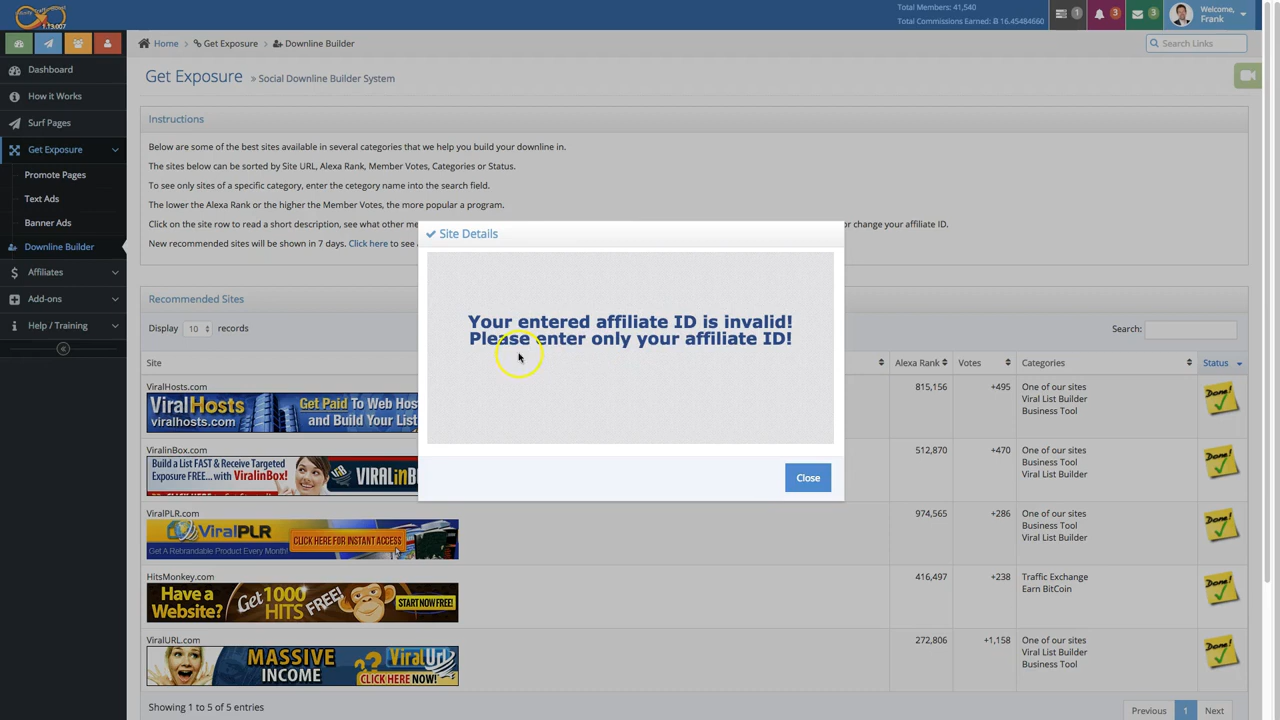 1.13.007
Total Members: 41,540
Total Commissions Earned: Ƀ 16.45484660
1
3
3
Welcome,
Frank
Home
Get Exposure
Downline Builder
Search Links
Dashboard
How it Works
Surf Pages
Get Exposure
Promote Pages
Text Ads
Banner Ads
Downline Builder
Affiliates
Add-ons
Help / Training
Get Exposure » Social Downline Builder System
Instructions
Below are some of the best sites available in several categories that we help you build your downline in.
The sites below can be sorted by Site URL, Alexa Rank, Member Votes, Categories or Status.
To see only sites of a specific category, enter the cetegory name into the search field.
The lower the Alexa Rank or the higher the Member Votes, the more popular a program.
Click on the site row to read a short description, see what other me
or change your affiliate ID.
New recommended sites will be shown in 7 days. Click here to see
Site Details
Your entered affiliate ID is invalid!
Please enter only your affiliate ID!
Close
Recommended Sites
Display 10 records
Search:
Site
Alexa Rank
Votes
Categories
Status
ViralHosts.com
ViralHosts
viralhosts.com
Get Paid To Web Hos
and Build Your List
815,156
+495
One of our sites
Viral List Builder
Business Tool
Done!
ViralinBox.com
Build a List FAST & Receive Targeted
Exposure FREE... with ViralinBox!
VIRALinB
512,870
+470
One of our sites
Business Tool
Viral List Builder
Done!
ViralPLR.com
ViralPLR
Get A Rebrandable Product Every Month!
CLICK HERE FOR INSTANT ACCESS
974,565
+286
One of our sites
Business Tool
Viral List Builder
Done!
HitsMonkey.com
Have a
Website?
Get 1000
HITS FREE!
START NOW FREE!
416,497
+238
Traffic Exchange
Earn BitCoin
Done!
ViralURL.com
MASSIVE
INCOME
ViralUrl
CLICK HERE NOW!
272,806
+1,158
One of our sites
Viral List Builder
Business Tool
Done!
Showing 1 to 5 of 5 entries
Previous
1
Next